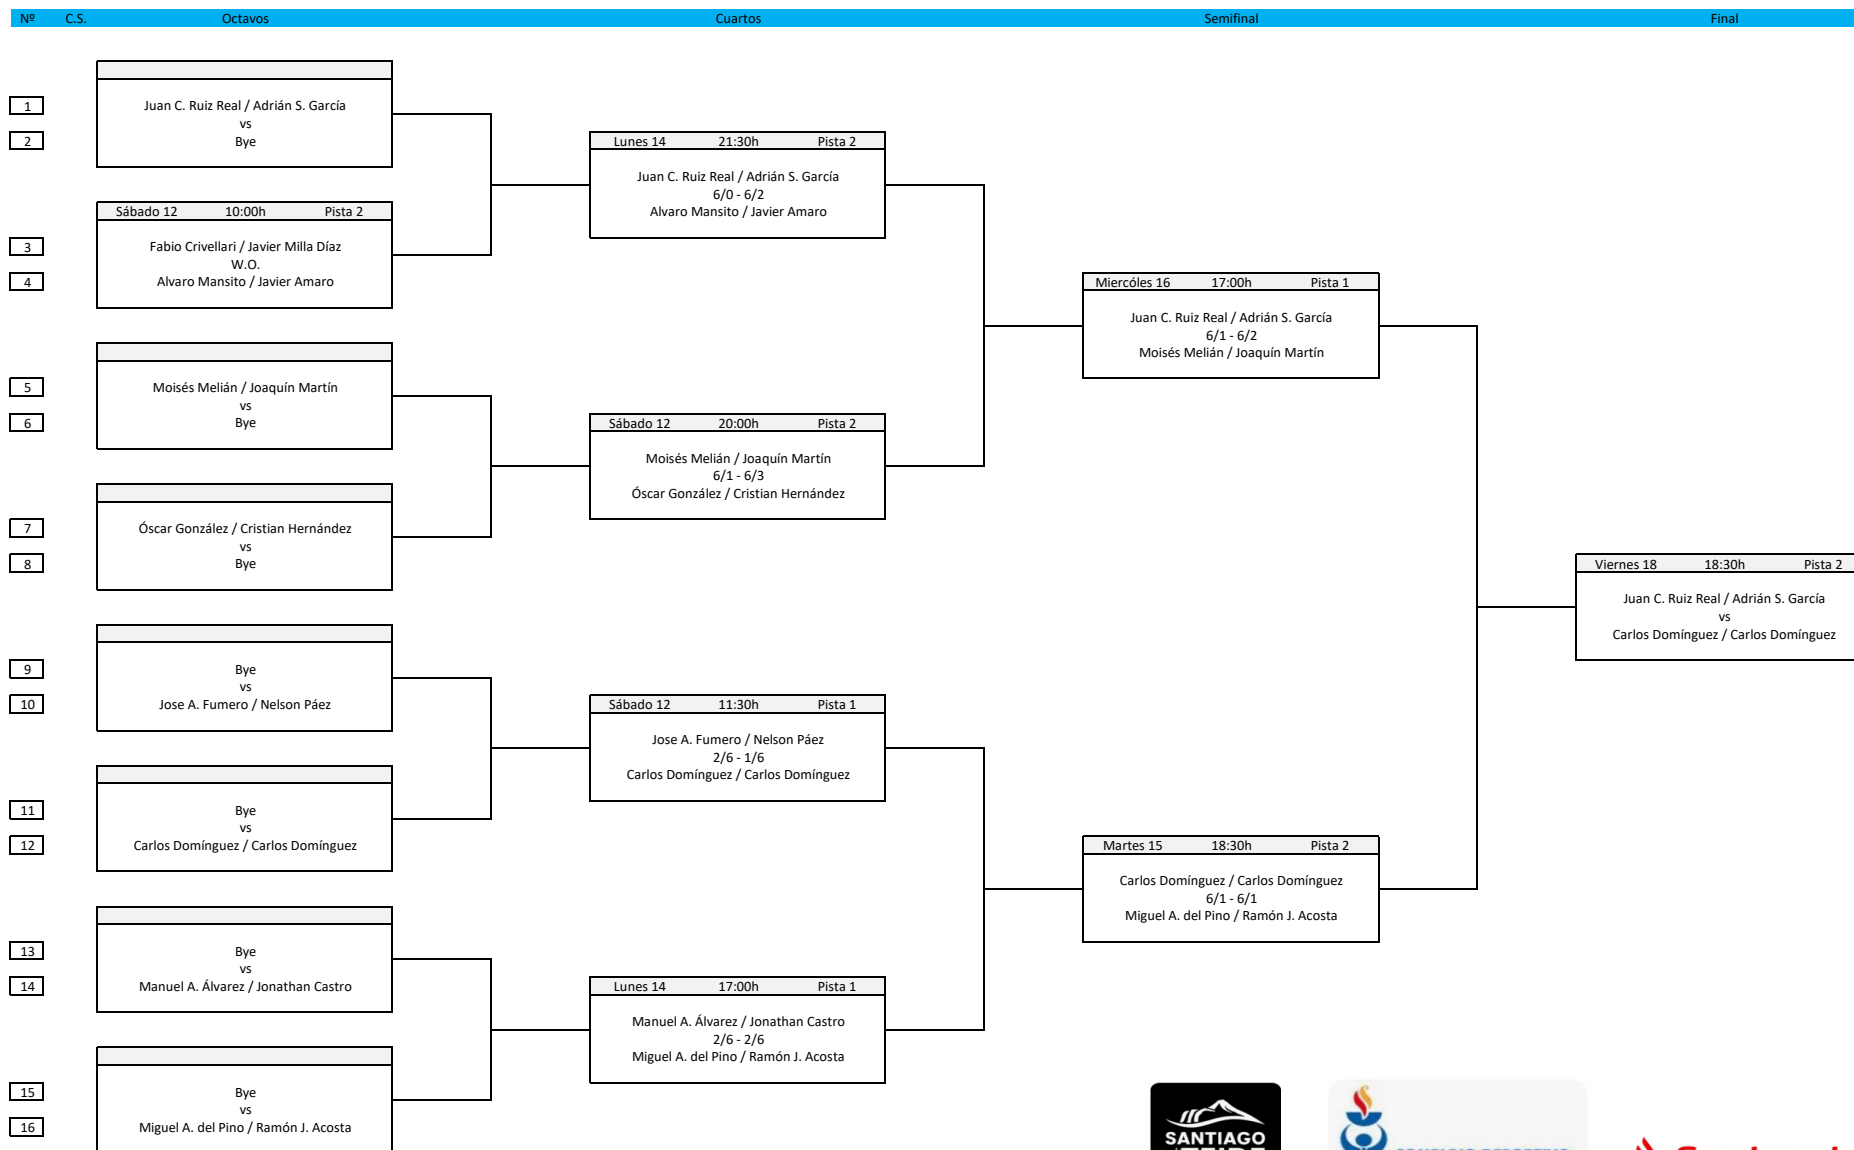 Nº C.S. Octavos Cuartos Semifinal Final
1
2
Juan C. Ruiz Real / Adrián S. García
vs
Bye
Sábado 12 10:00h Pista 2
3
4
Fabio Crivellari / Javier Milla Díaz
W.O.
Alvaro Mansito / Javier Amaro
5
6
Moisés Melián / Joaquín Martín
vs
Bye
7
8
Óscar González / Cristian Hernández
vs
Bye
9
10
Bye
vs
Jose A. Fumero / Nelson Páez
11
12
Bye
vs
Carlos Domínguez / Carlos Domínguez
13
14
Bye
vs
Manuel A. Álvarez / Jonathan Castro
15
16
Bye
vs
Miguel A. del Pino / Ramón J. Acosta
Lunes 14 21:30h Pista 2
Juan C. Ruiz Real / Adrián S. García
6/0 - 6/2
Alvaro Mansito / Javier Amaro
Sábado 12 20:00h Pista 2
Moisés Melián / Joaquín Martín
6/1 - 6/3
Óscar González / Cristian Hernández
Sábado 12 11:30h Pista 1
Jose A. Fumero / Nelson Páez
2/6 - 1/6
Carlos Domínguez / Carlos Domínguez
Lunes 14 17:00h Pista 1
Manuel A. Álvarez / Jonathan Castro
2/6 - 2/6
Miguel A. del Pino / Ramón J. Acosta
Miercóles 16 17:00h Pista 1
Juan C. Ruiz Real / Adrián S. García
6/1 - 6/2
Moisés Melián / Joaquín Martín
Martes 15 18:30h Pista 2
Carlos Domínguez / Carlos Domínguez
6/1 - 6/1
Miguel A. del Pino / Ramón J. Acosta
Viernes 18 18:30h Pista 2
Juan C. Ruiz Real / Adrián S. García
vs
Carlos Domínguez / Carlos Domínguez
SANTIAGO